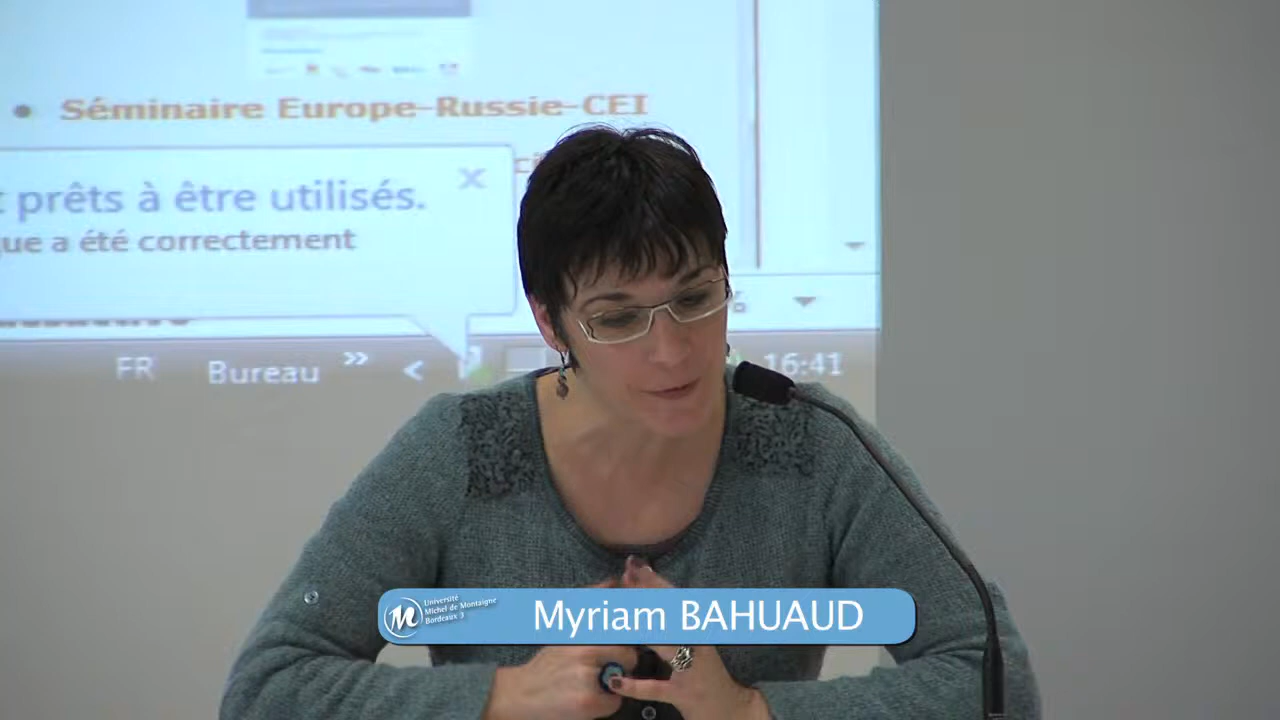 Séminaire Europe-Russie-CEI
t prêts à être utilisés.
que a été correctement
FR Bureau » < 16:41
Université
Michel de Montaigne
Bordeaux 3
Myriam BAHUAUD